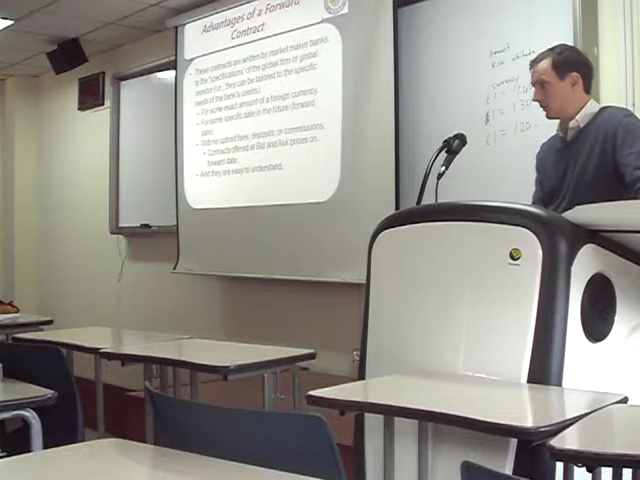 Advantages of a Forward
Contract
• These contracts are written by market maker banks
to the "specifications" of the global firm or global
investor (i.e., they can be tailored to the specific
needs of the bank's clients).
– For some exact amount of a foreign currency
– For some specific date in the future (forward
date).
• With no upfront fees, deposits, or commissions.
• Contracts offered at Bid and Ask prices on
forward date.
• And they are easy to understand.
currency
£1 =
$1 = 130
£1 = 120.